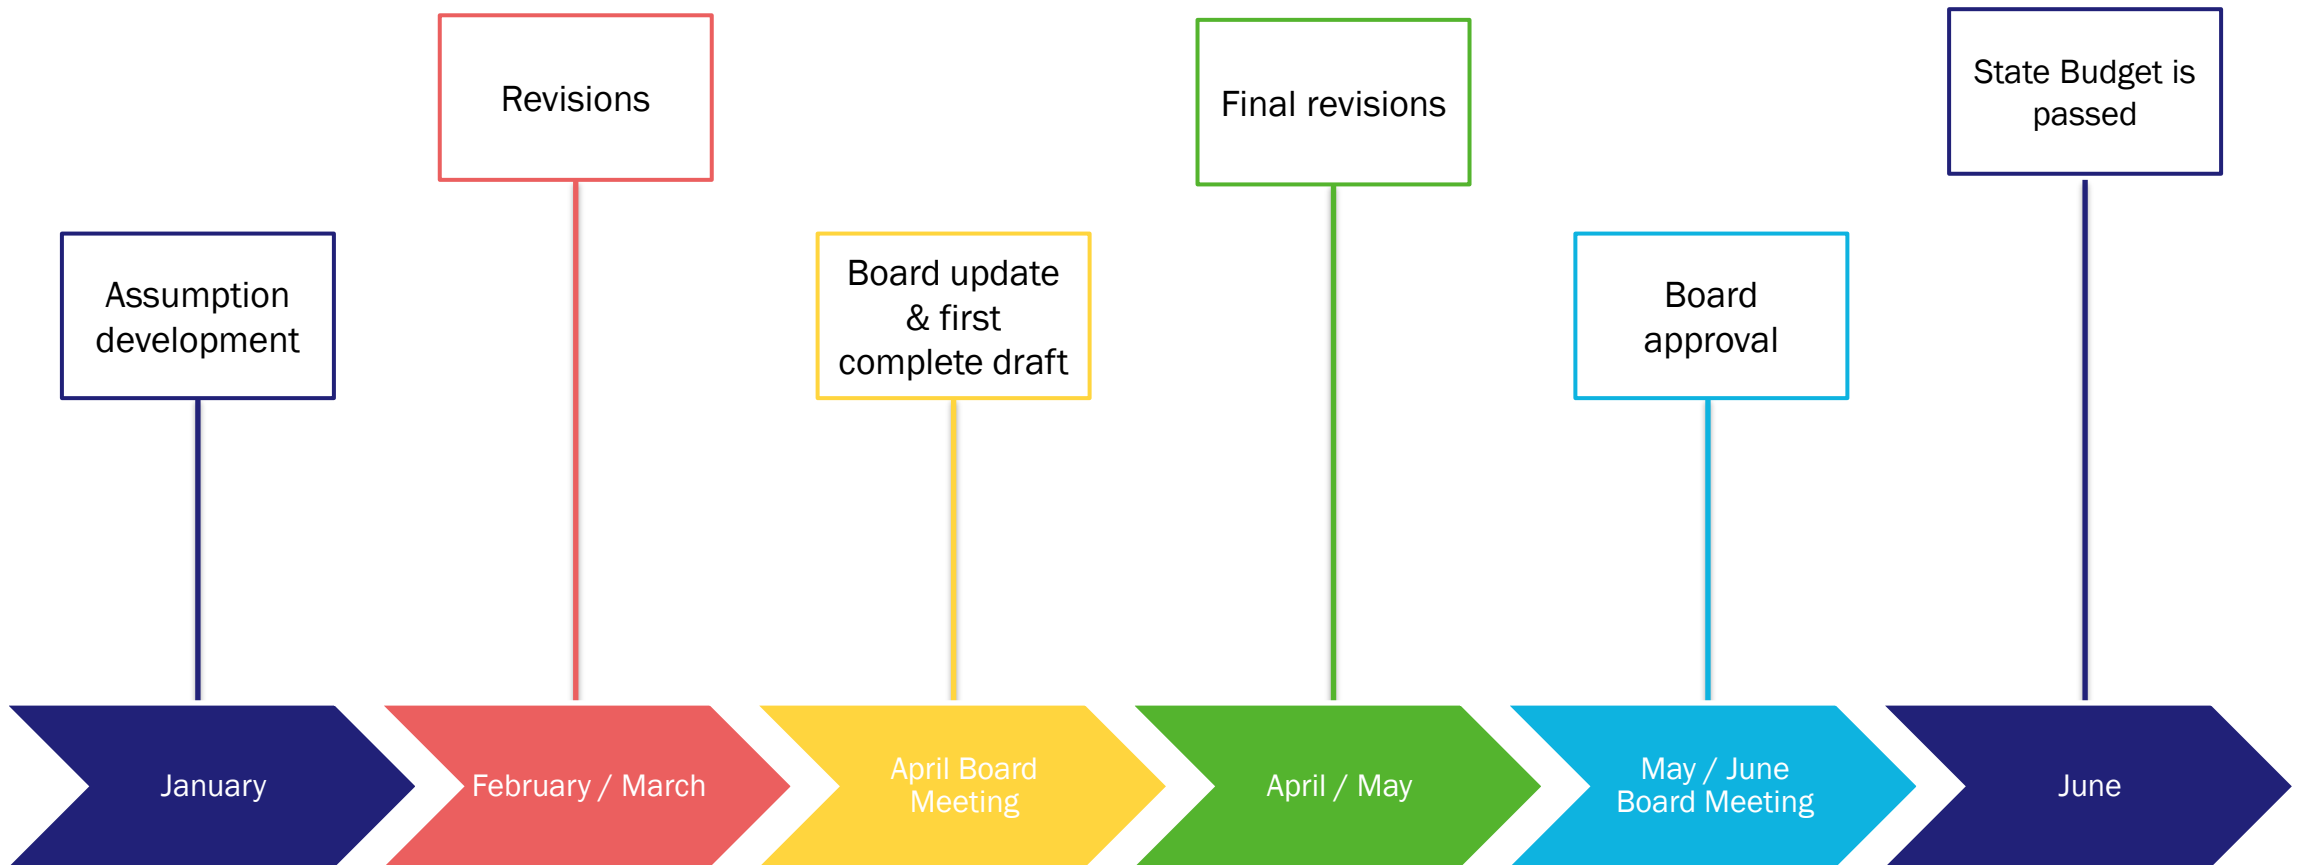 Revisions
Final revisions
State Budget is
passed
Assumption
development
Board update
& first
complete draft
Board
approval
January
February / March
April Board
Meeting
April / May
May / June
Board Meeting
June